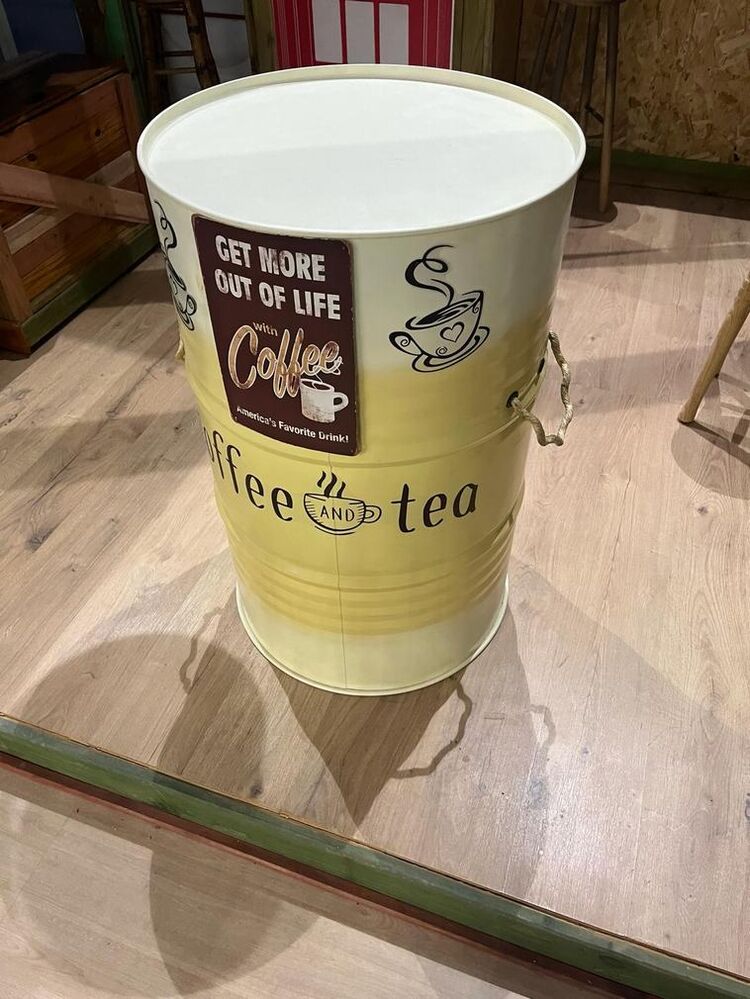 GET MORE
OUT OF LIFE
with
Coffee
America's Favorite Drink!
offee AND tea